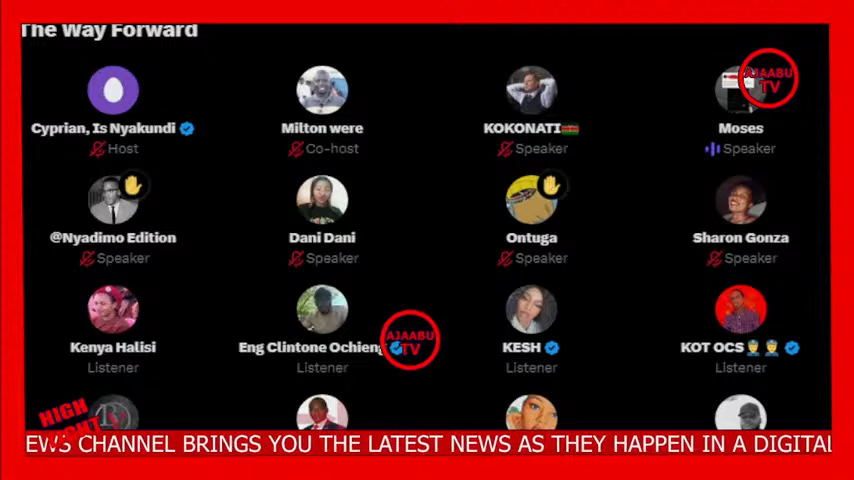 The Way Forward
AJAABU
TV
Cyprian, Is Nyakundi
Milton were
KOKONATI
Moses
Host
Co-host
Speaker
Speaker
@Nyadimo Edition
Dani Dani
Ontuga
Sharon Gonza
Speaker
Speaker
Speaker
Speaker
AJAABU
TV
Kenya Halisi
Eng Clintone Ochieng
KESH
KOT OCS
Listener
Listener
Listener
Listener
HIGH
EWS CHANNEL BRINGS YOU THE LATEST NEWS AS THEY HAPPEN IN A DIGITAL